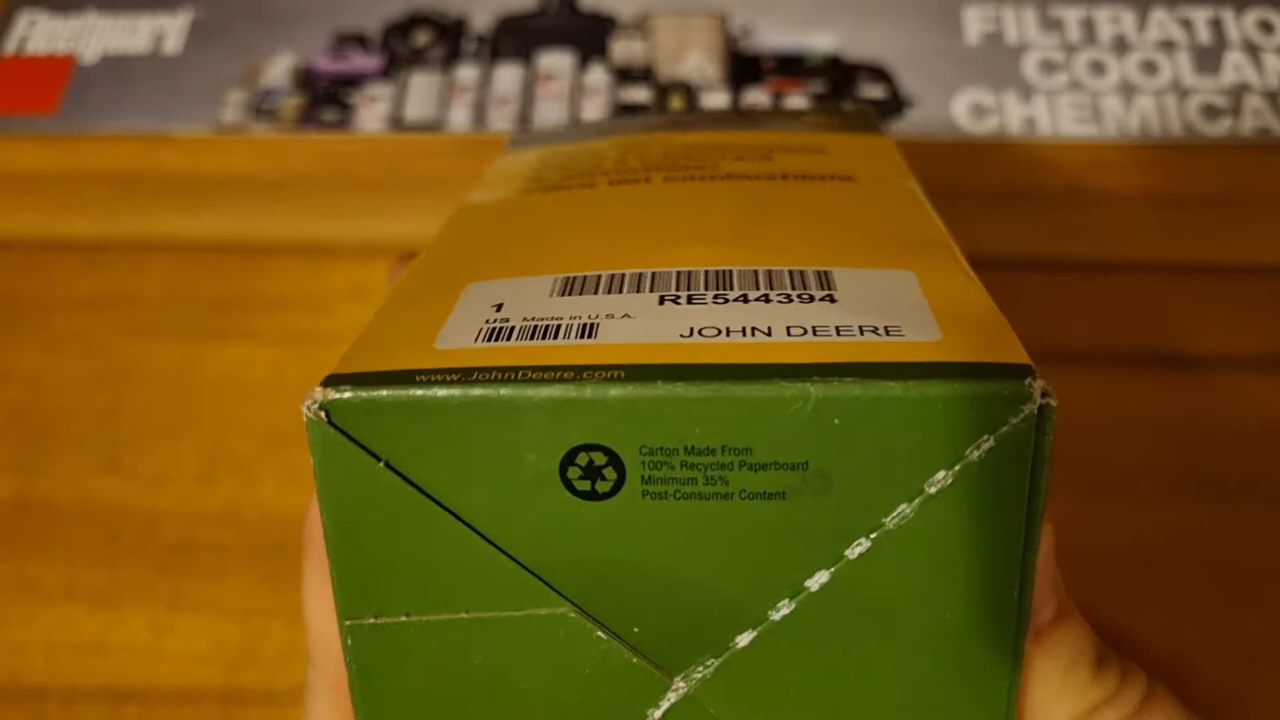 Fleetguard
FILTRATIO
COOLAN
CHEMICA
1
RE544394
US Made in U.S.A.
JOHN DEERE
www.JohnDeere.com
Carton Made From
100% Recycled Paperboard
Minimum 35%
Post-Consumer Content